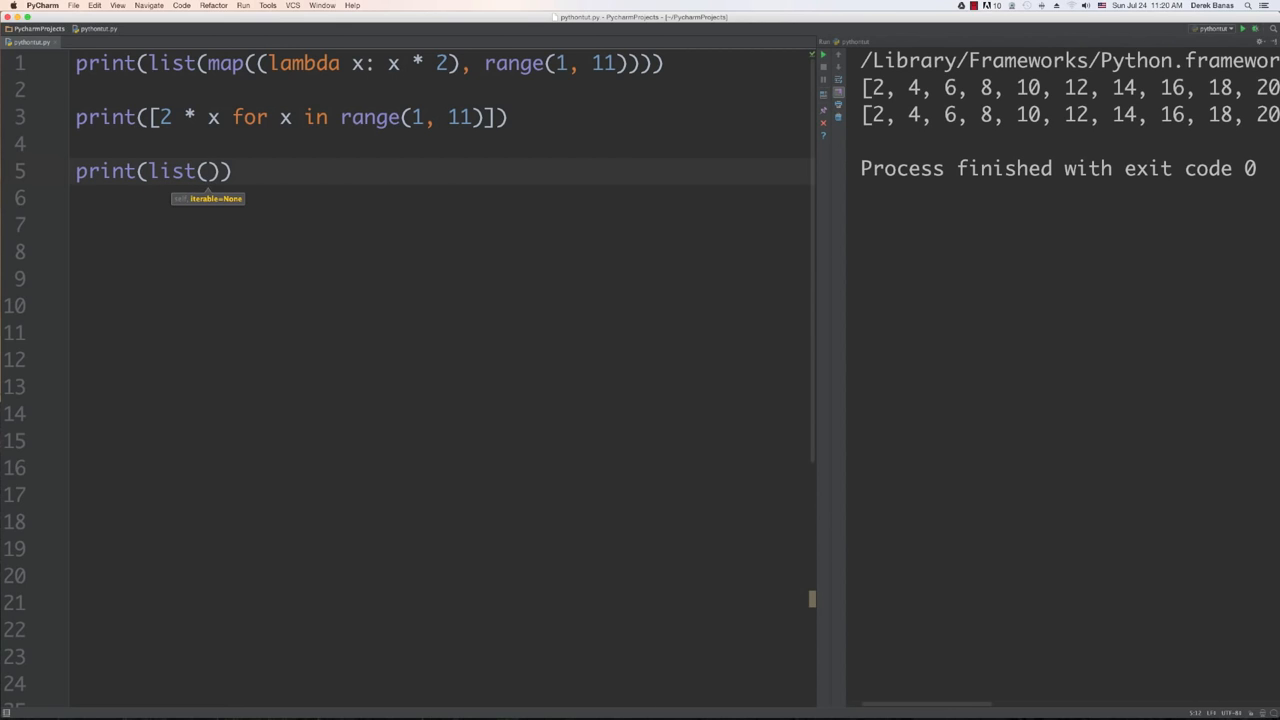 PyCharm File Edit View Navigate Code Refactor Run Tools VCS Window Help
10 Sun Jul 24 11:20 AM Derek Banas
pythontut.py - PycharmProjects - [~/PycharmProjects]
PycharmProjects pythontut.py
pythontut
pythontut.py
Run: pythontut
1 print(list(map((lambda x: x * 2), range(1, 11))))
2
3 print([2 * x for x in range(1, 11)])
4
5 print(list())
self, iterable=None
6
7
8
9
10
11
12
13
14
15
16
17
18
19
20
21
22
23
24
25
/Library/Frameworks/Python.framewor
[2, 4, 6, 8, 10, 12, 14, 16, 18, 20
[2, 4, 6, 8, 10, 12, 14, 16, 18, 20
Process finished with exit code 0
5:12 LF‡ UTF-8‡